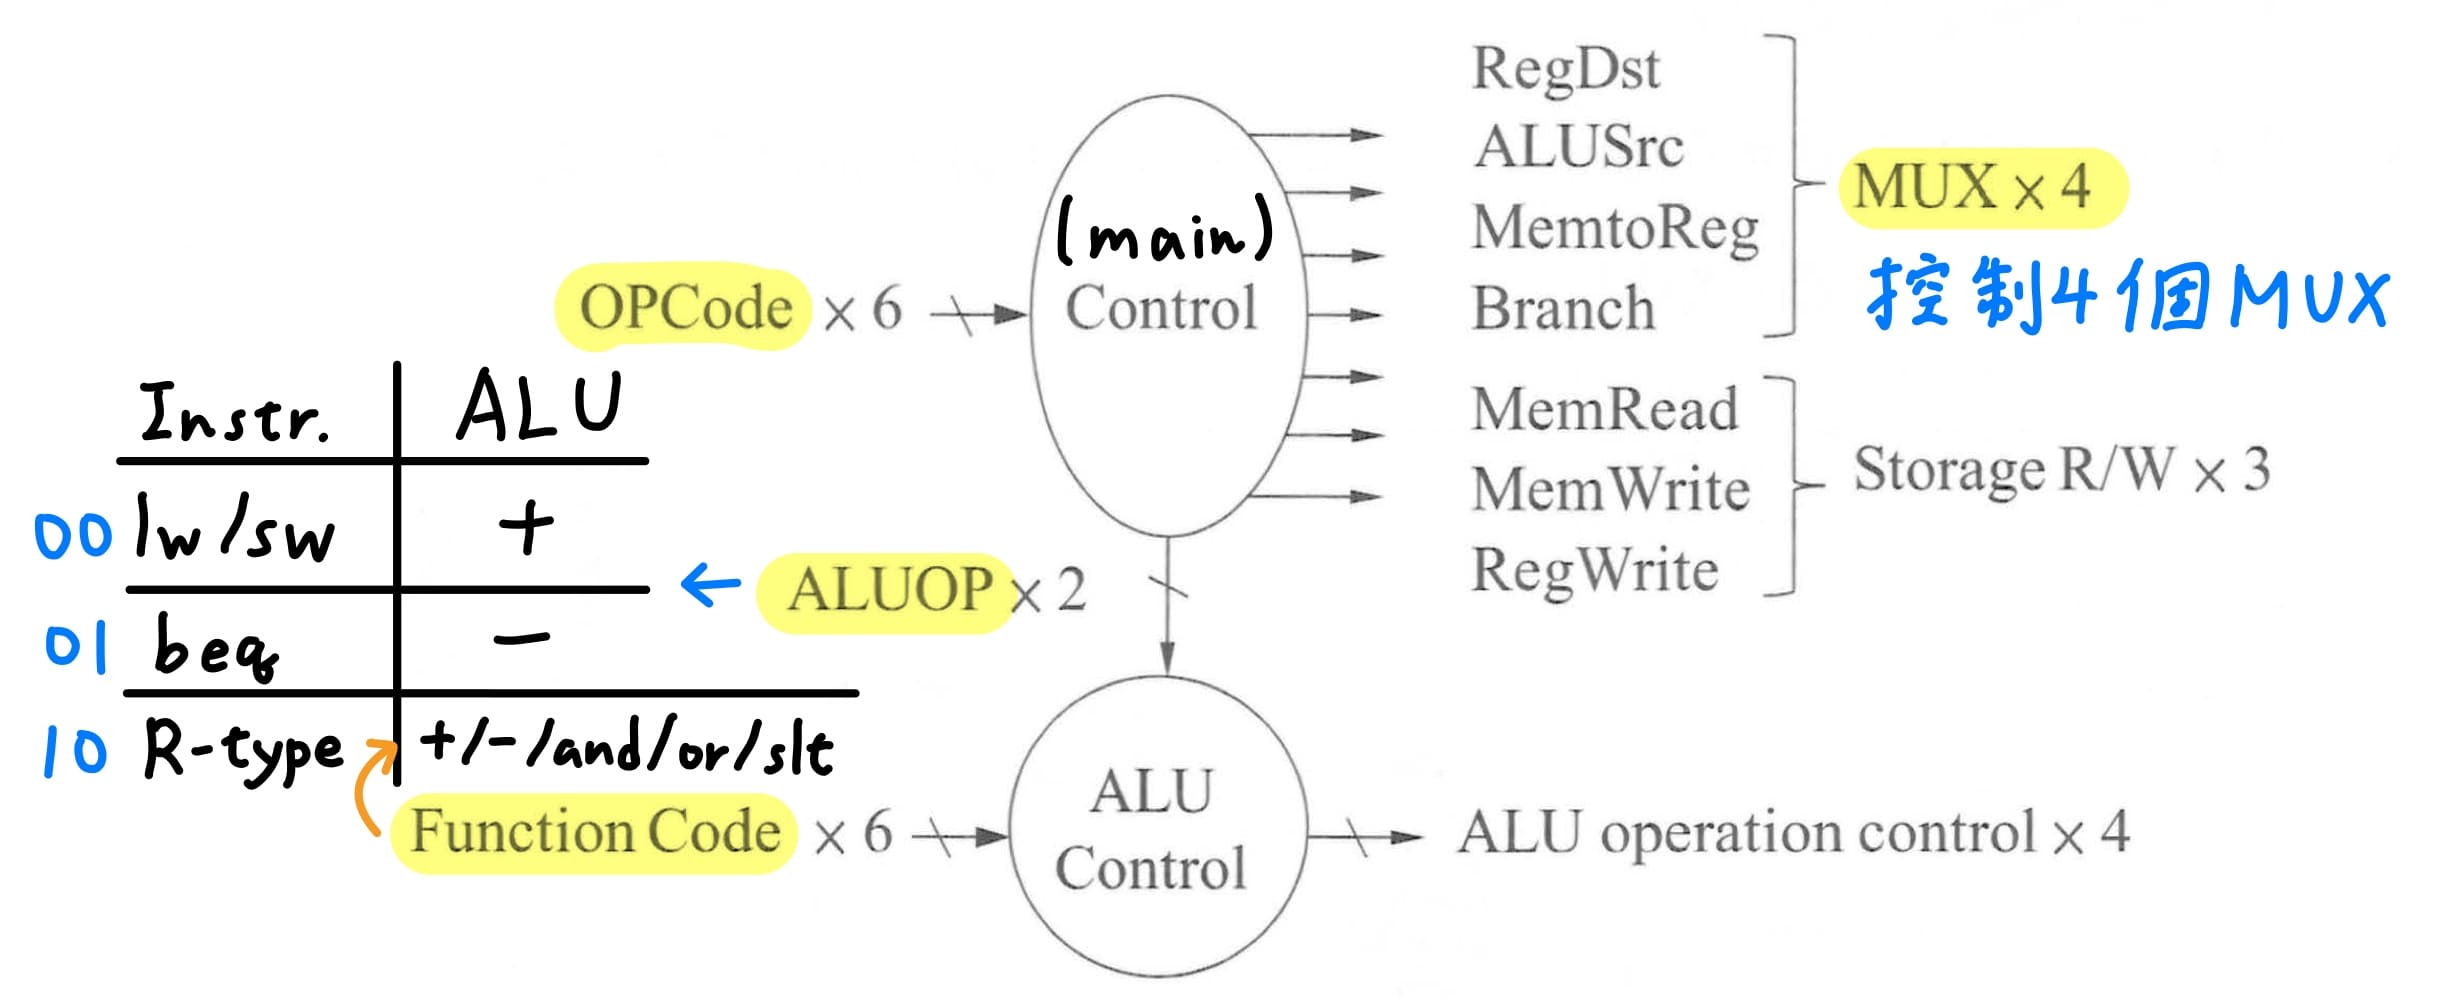 RegDst
ALUSrc
MemtoReg
Branch
MUX × 4
控制4個MUX
(main)
Control
OPCode × 6
MemRead
MemWrite
RegWrite
Storage R/W × 3
Instr. ALU
00 lw/sw +
01 beq −
10 R-type +/-/and/or/slt
ALUOP × 2
Function Code × 6
ALU
Control
ALU operation control × 4